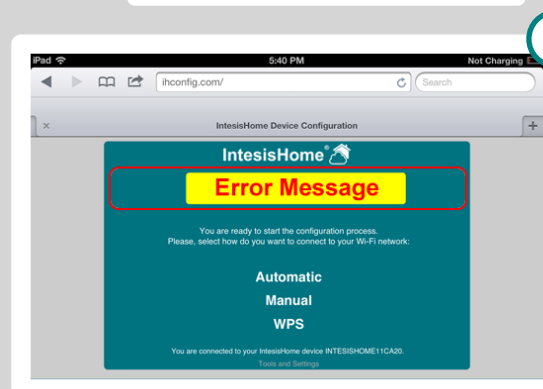 iPad 5:40 PM Not Charging
ihconfig.com/ Search
× IntesisHome Device Configuration +
IntesisHome®
Error Message
You are ready to start the configuration process.
Please, select how do you want to connect to your Wi-Fi network:
Automatic
Manual
WPS
You are connected to your IntesisHome device INTESISHOME11CA20.
Tools and Settings